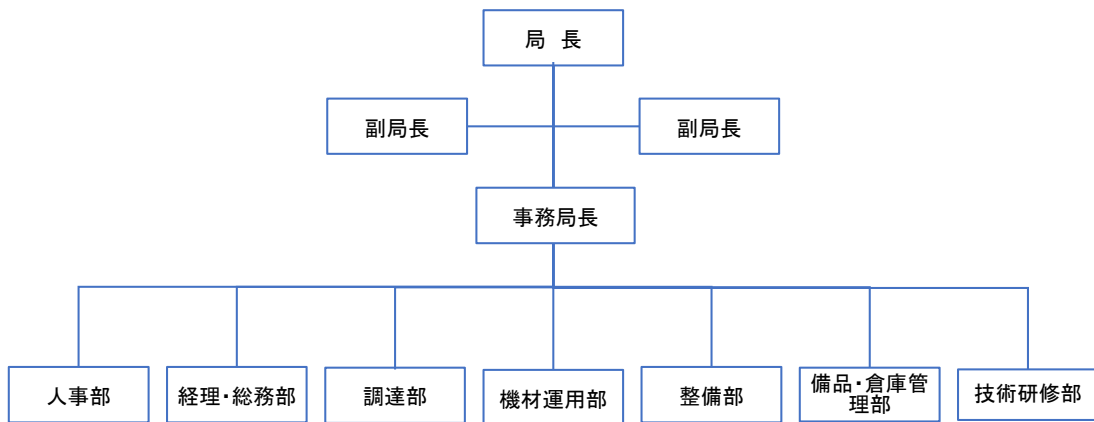 局　長
副局長
副局長
事務局長
人事部
経理・総務部
調達部
機材運用部
整備部
備品・倉庫管
理部
技術研修部